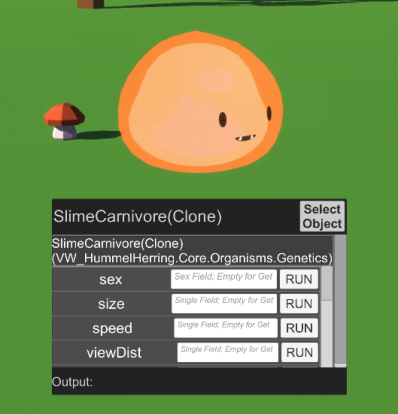 SlimeCarnivore(Clone)
Select
Object
SlimeCarnivore(Clone)
(VW_HummelHerring.Core.Organisms.Genetics)
sex Sex Field; Empty for Get RUN
size Single Field; Empty for Get RUN
speed Single Field; Empty for Get RUN
viewDist Single Field; Empty for Get RUN
Output: